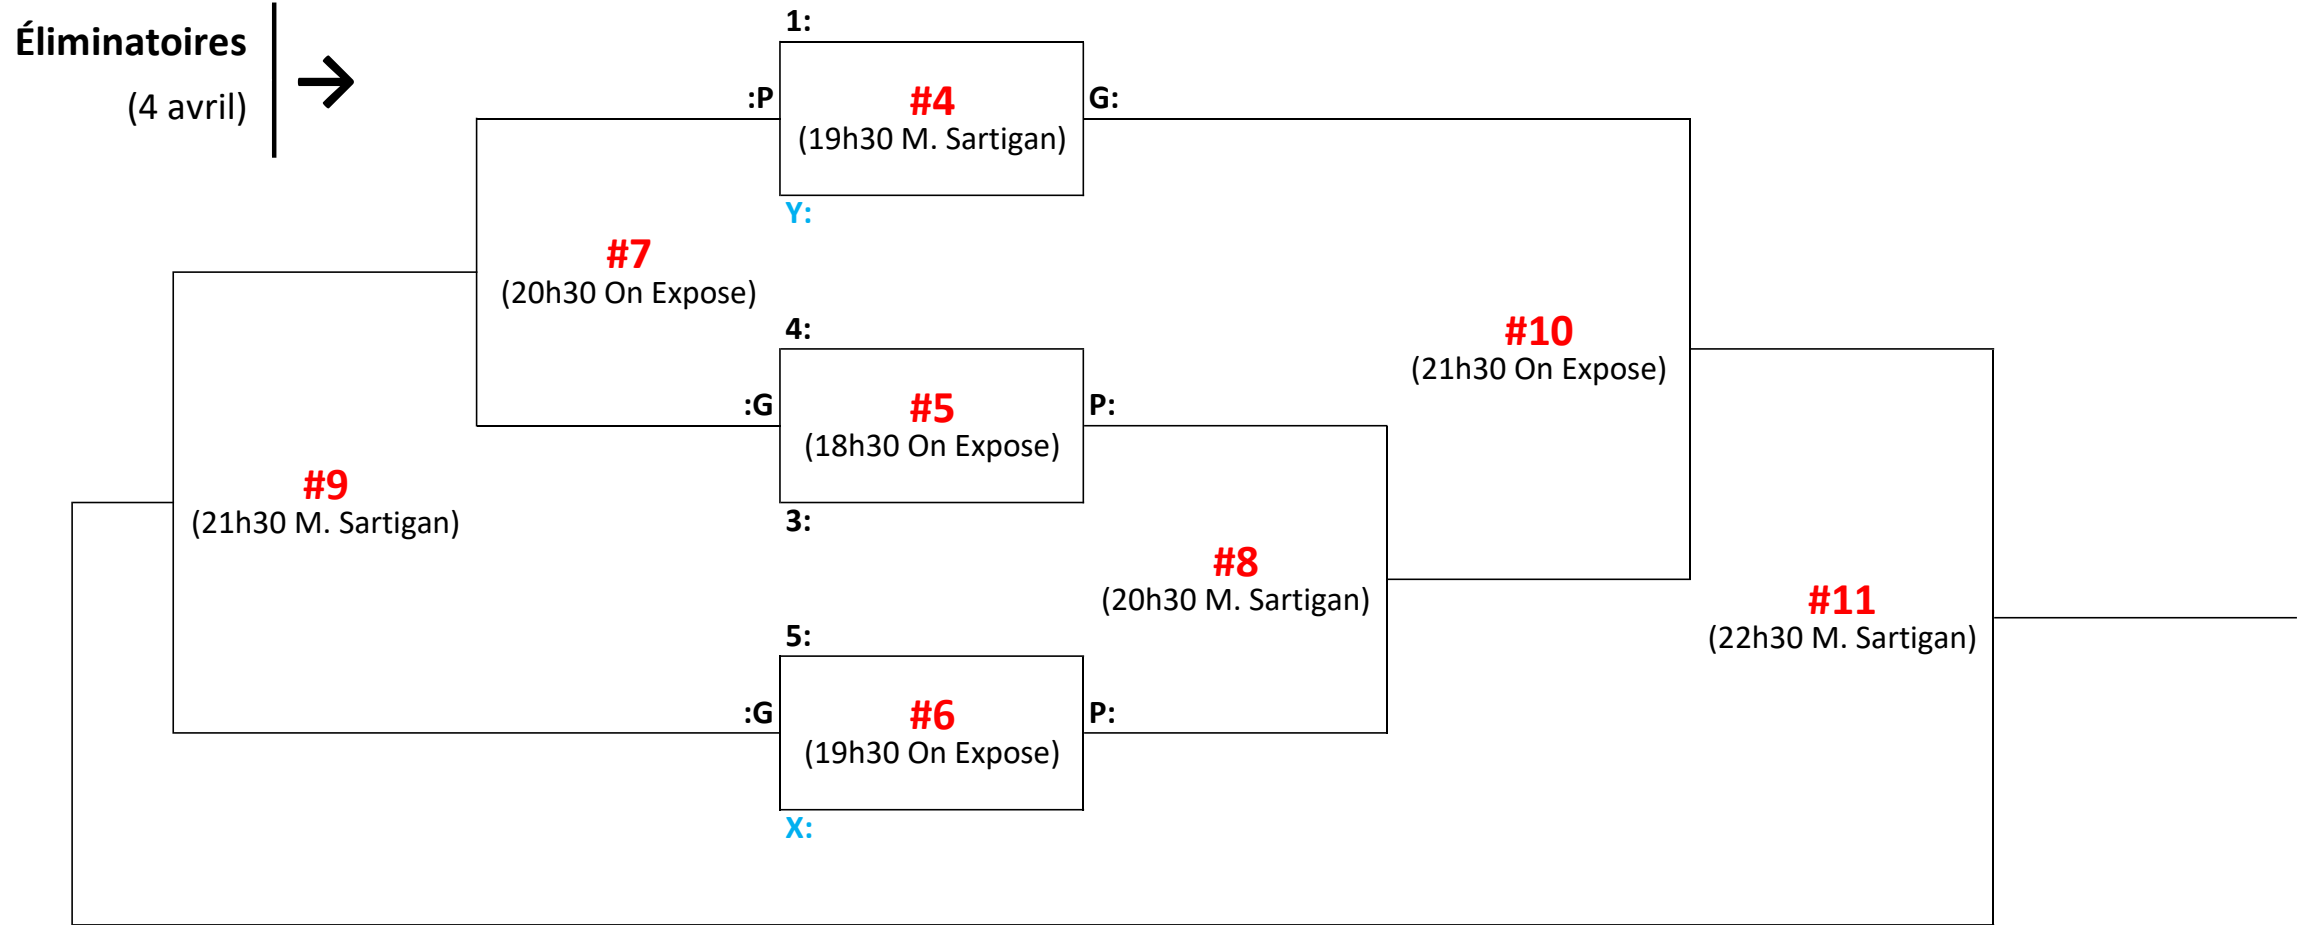 Éliminatoires
(4 avril)
1:
:P
#4
G:
(19h30 M. Sartigan)
Y:
#7
(20h30 On Expose)
4:
#10
(21h30 On Expose)
:G
#5
P:
(18h30 On Expose)
#9
(21h30 M. Sartigan)
3:
#8
(20h30 M. Sartigan)
#11
(22h30 M. Sartigan)
5:
:G
#6
P:
(19h30 On Expose)
X: